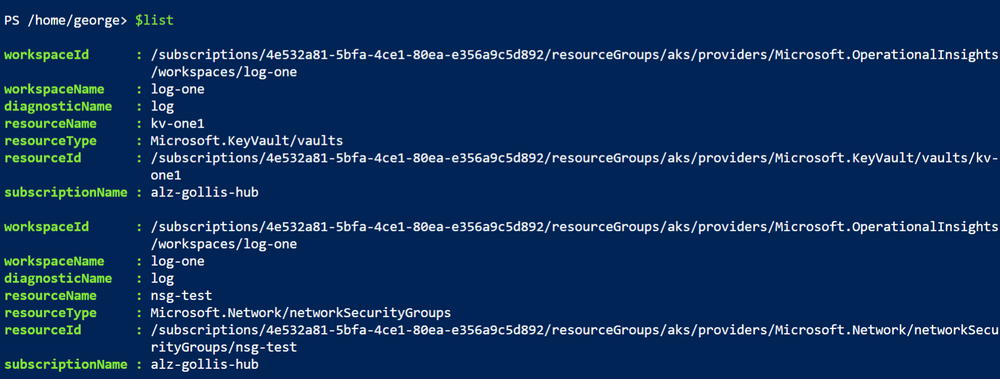 PS /home/george> $list
workspaceId      : /subscriptions/4e532a81-5bfa-4ce1-80ea-e356a9c5d892/resourceGroups/aks/providers/Microsoft.OperationalInsights
                   /workspaces/log-one
workspaceName    : log-one
diagnosticName   : log
resourceName     : kv-one1
resourceType     : Microsoft.KeyVault/vaults
resourceId       : /subscriptions/4e532a81-5bfa-4ce1-80ea-e356a9c5d892/resourceGroups/aks/providers/Microsoft.KeyVault/vaults/kv-
                   one1
subscriptionName : alz-gollis-hub
workspaceId      : /subscriptions/4e532a81-5bfa-4ce1-80ea-e356a9c5d892/resourceGroups/aks/providers/Microsoft.OperationalInsights
                   /workspaces/log-one
workspaceName    : log-one
diagnosticName   : log
resourceName     : nsg-test
resourceType     : Microsoft.Network/networkSecurityGroups
resourceId       : /subscriptions/4e532a81-5bfa-4ce1-80ea-e356a9c5d892/resourceGroups/aks/providers/Microsoft.Network/networkSecu
                   rityGroups/nsg-test
subscriptionName : alz-gollis-hub